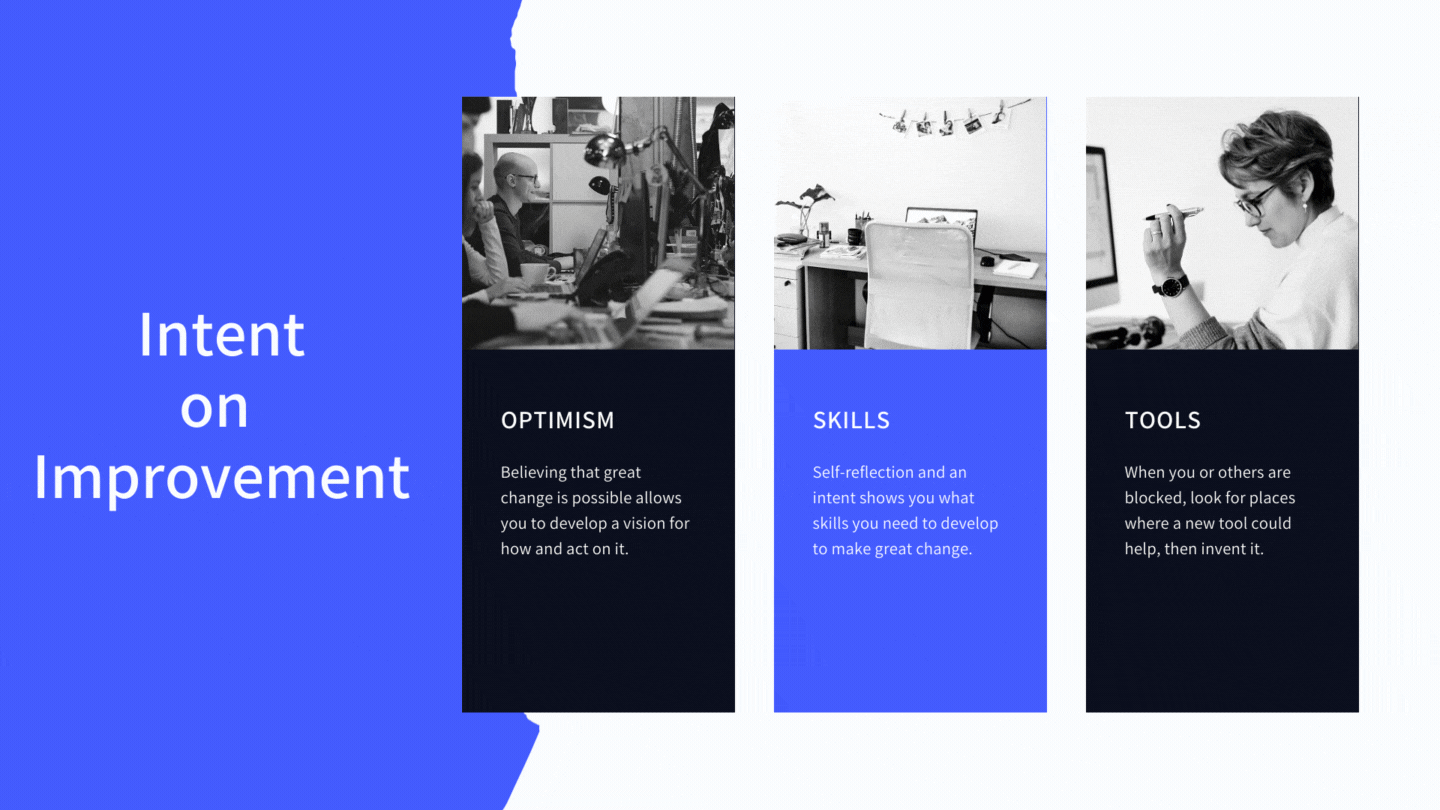 Intent
on
Improvement
OPTIMISM
Believing that great
change is possible allows
you to develop a vision for
how and act on it.
SKILLS
Self-reflection and an
intent shows you what
skills you need to develop
to make great change.
TOOLS
When you or others are
blocked, look for places
where a new tool could
help, then invent it.